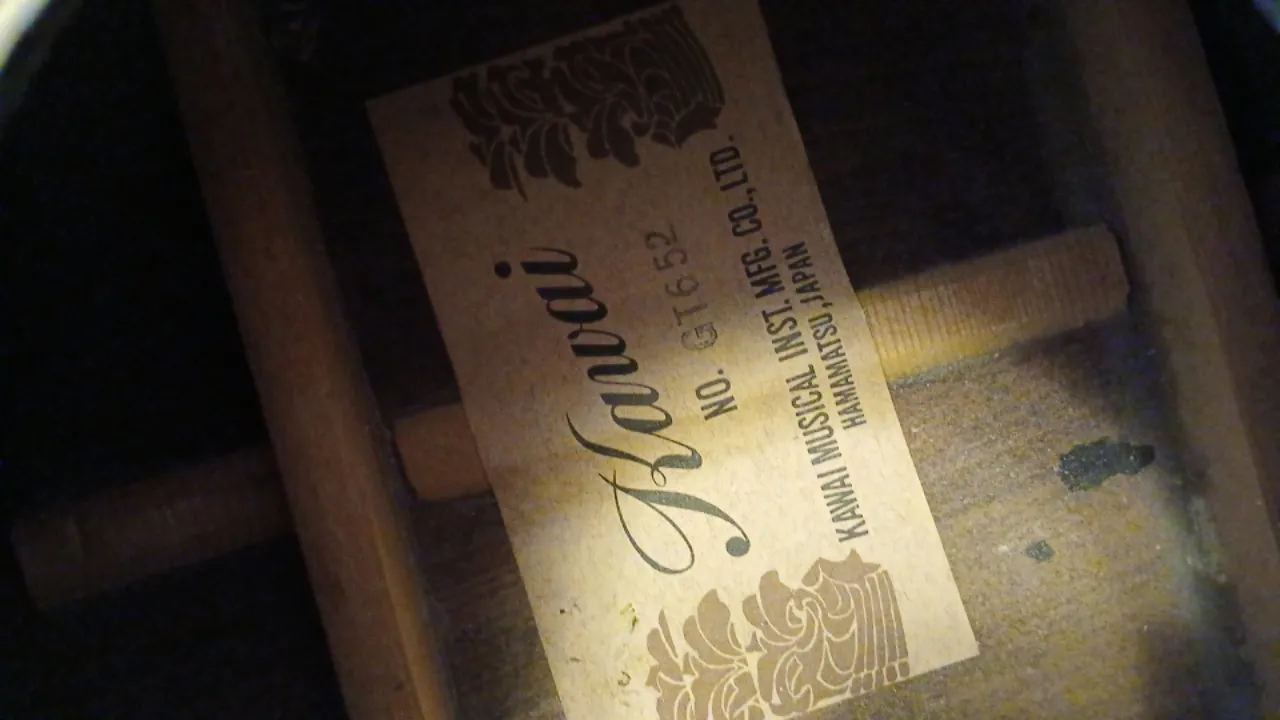 Kawai
NO. GT652
KAWAI MUSICAL INST. MFG. CO., LTD.
HAMAMATSU, JAPAN